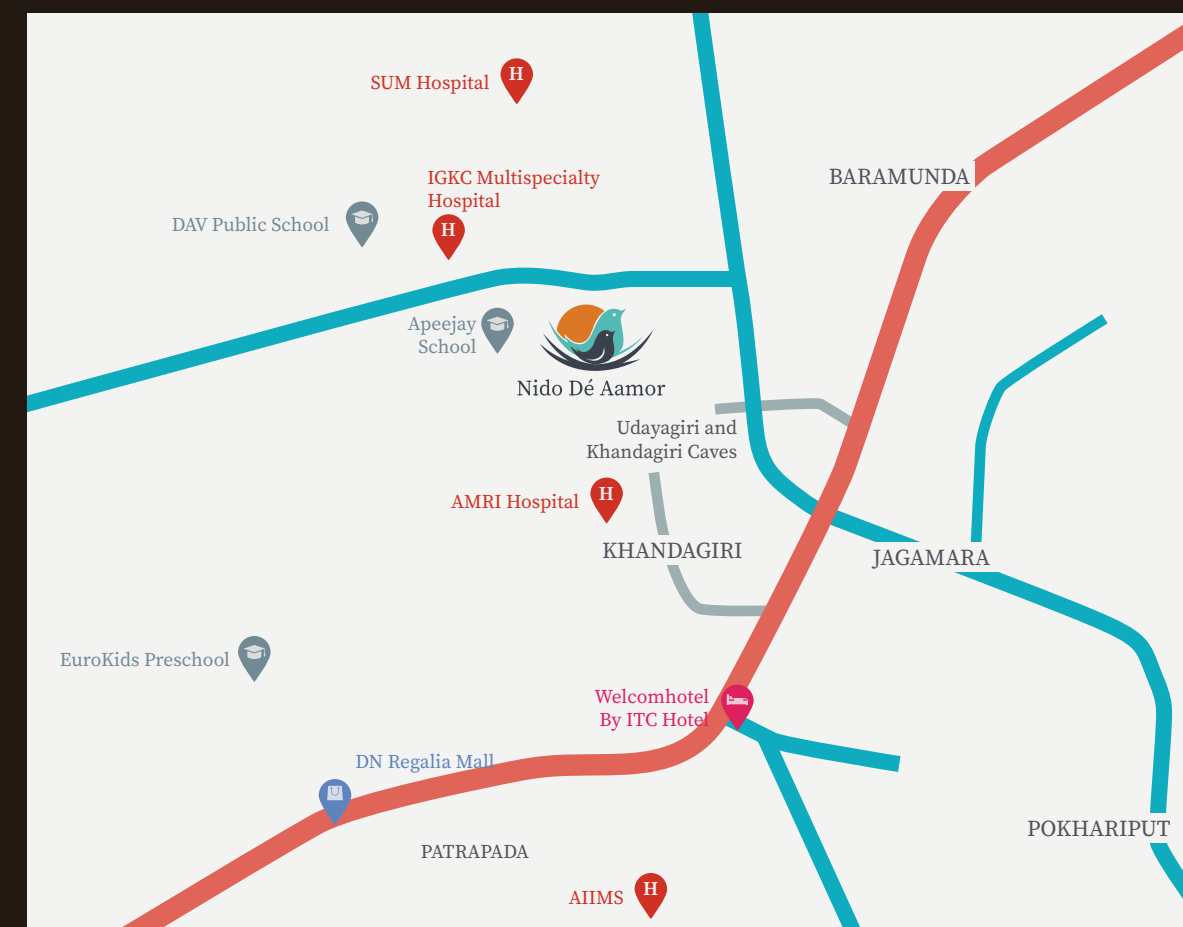 SUM Hospital
H
BARAMUNDA
IGKC Multispecialty
Hospital
DAV Public School
H
Apeejay
School
Nido Dé Aamor
Udayagiri and
Khandagiri Caves
AMRI Hospital
H
KHANDAGIRI
JAGAMARA
EuroKids Preschool
Welcomhotel
By ITC Hotel
DN Regalia Mall
POKHARIPUT
PATRAPADA
AIIMS
H